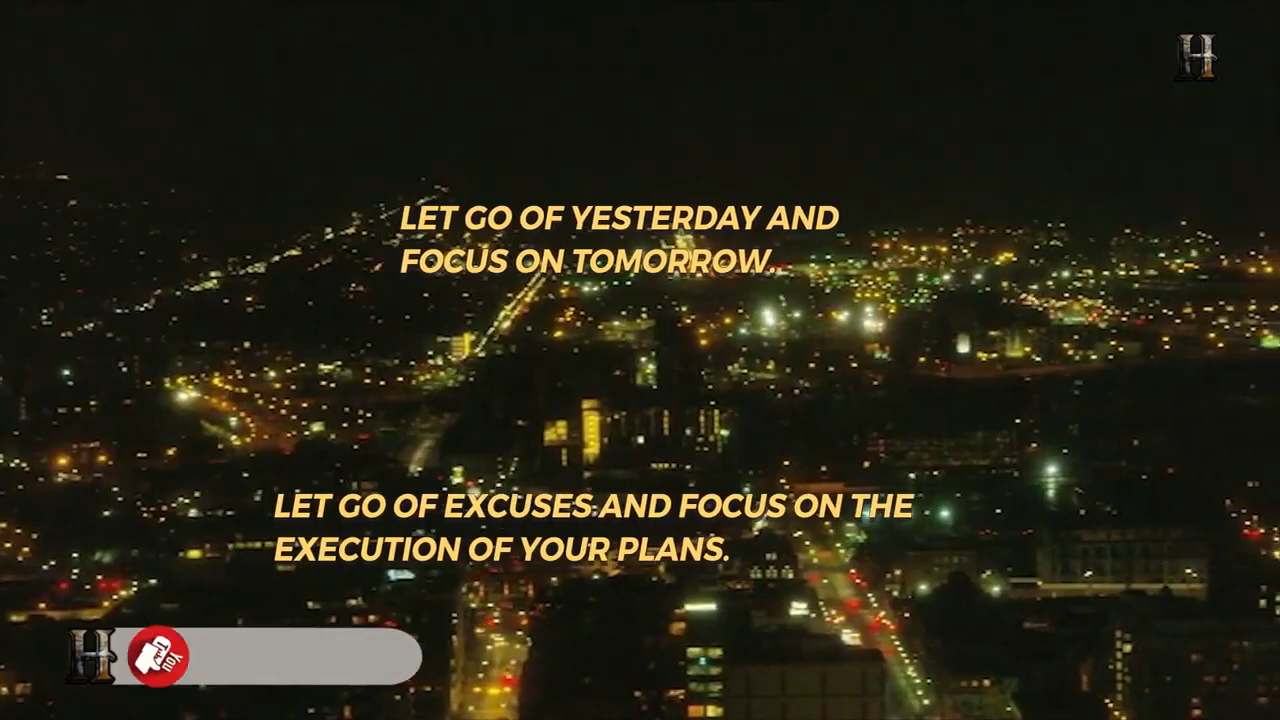 H
LET GO OF YESTERDAY AND
FOCUS ON TOMORROW.
LET GO OF EXCUSES AND FOCUS ON THE
EXECUTION OF YOUR PLANS.
H
YOU